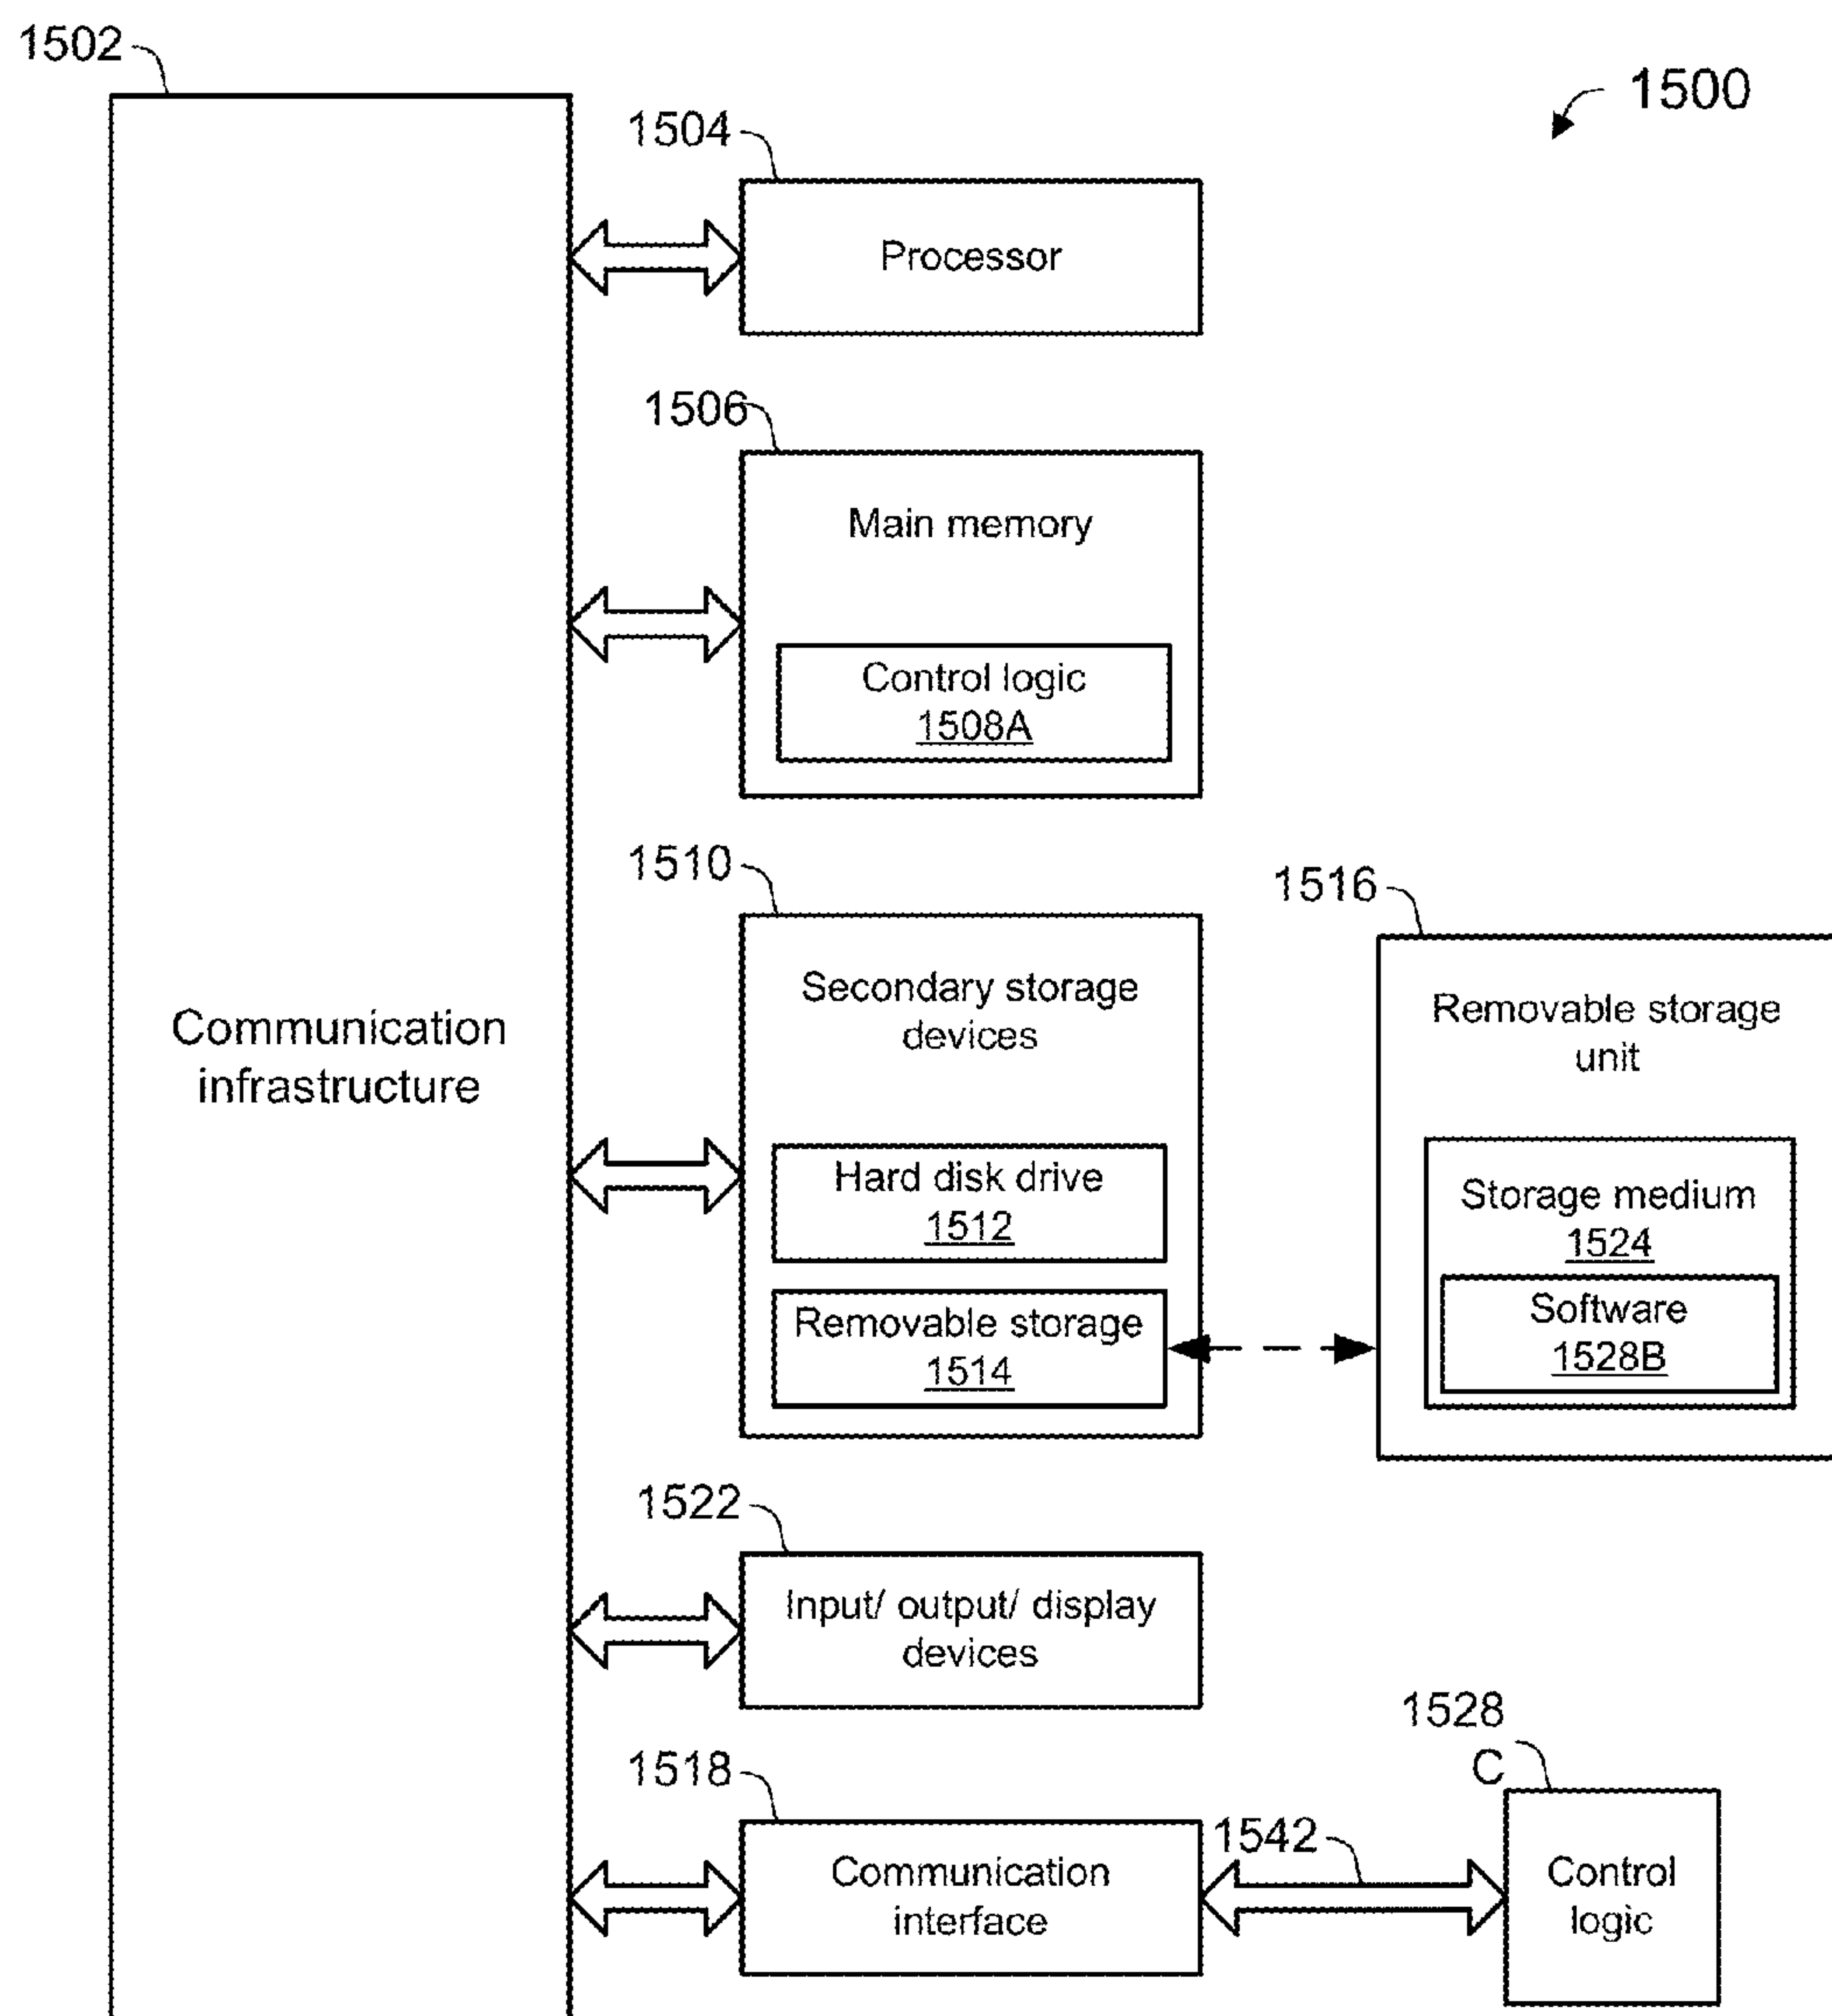 1502
1500
1504
Processor
1506
Main memory
Control logic
1508A
1510
1516
Secondary storage
devices
Removable storage
unit
Communication
infrastructure
Hard disk drive
1512
Storage medium
1524
Removable storage
1514
Software
1528B
1522
Input/ output/ display
devices
1528
C
1518
1542
Communication
interface
Control
logic